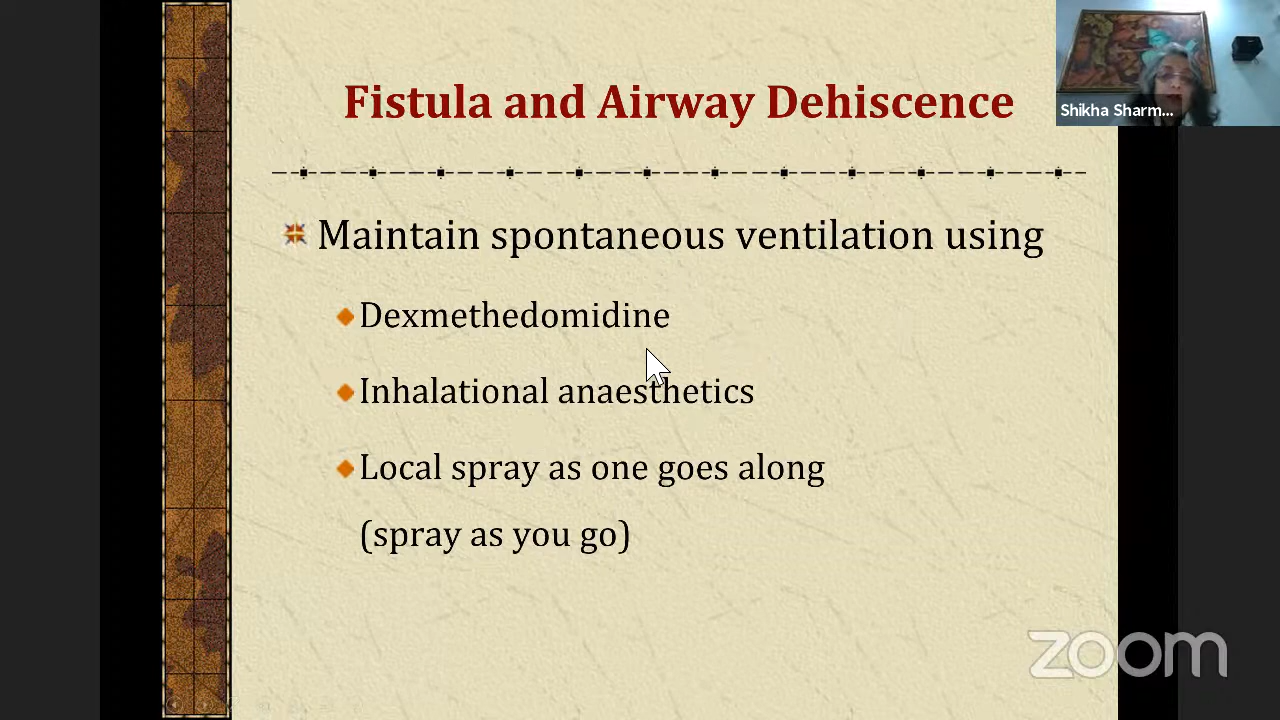 Fistula and Airway Dehiscence
Shikha Sharm...
Maintain spontaneous ventilation using
Dexmethedomidine
Inhalational anaesthetics
Local spray as one goes along
(spray as you go)
zoom